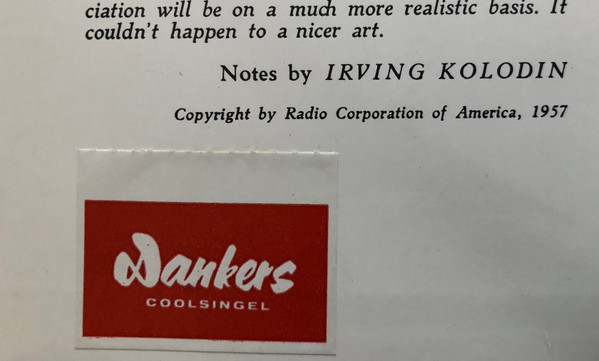 ciation will be on a much more realistic basis. It
couldn't happen to a nicer art.
Notes by IRVING KOLODIN
Copyright by Radio Corporation of America, 1957
Dankers
COOLSINGEL